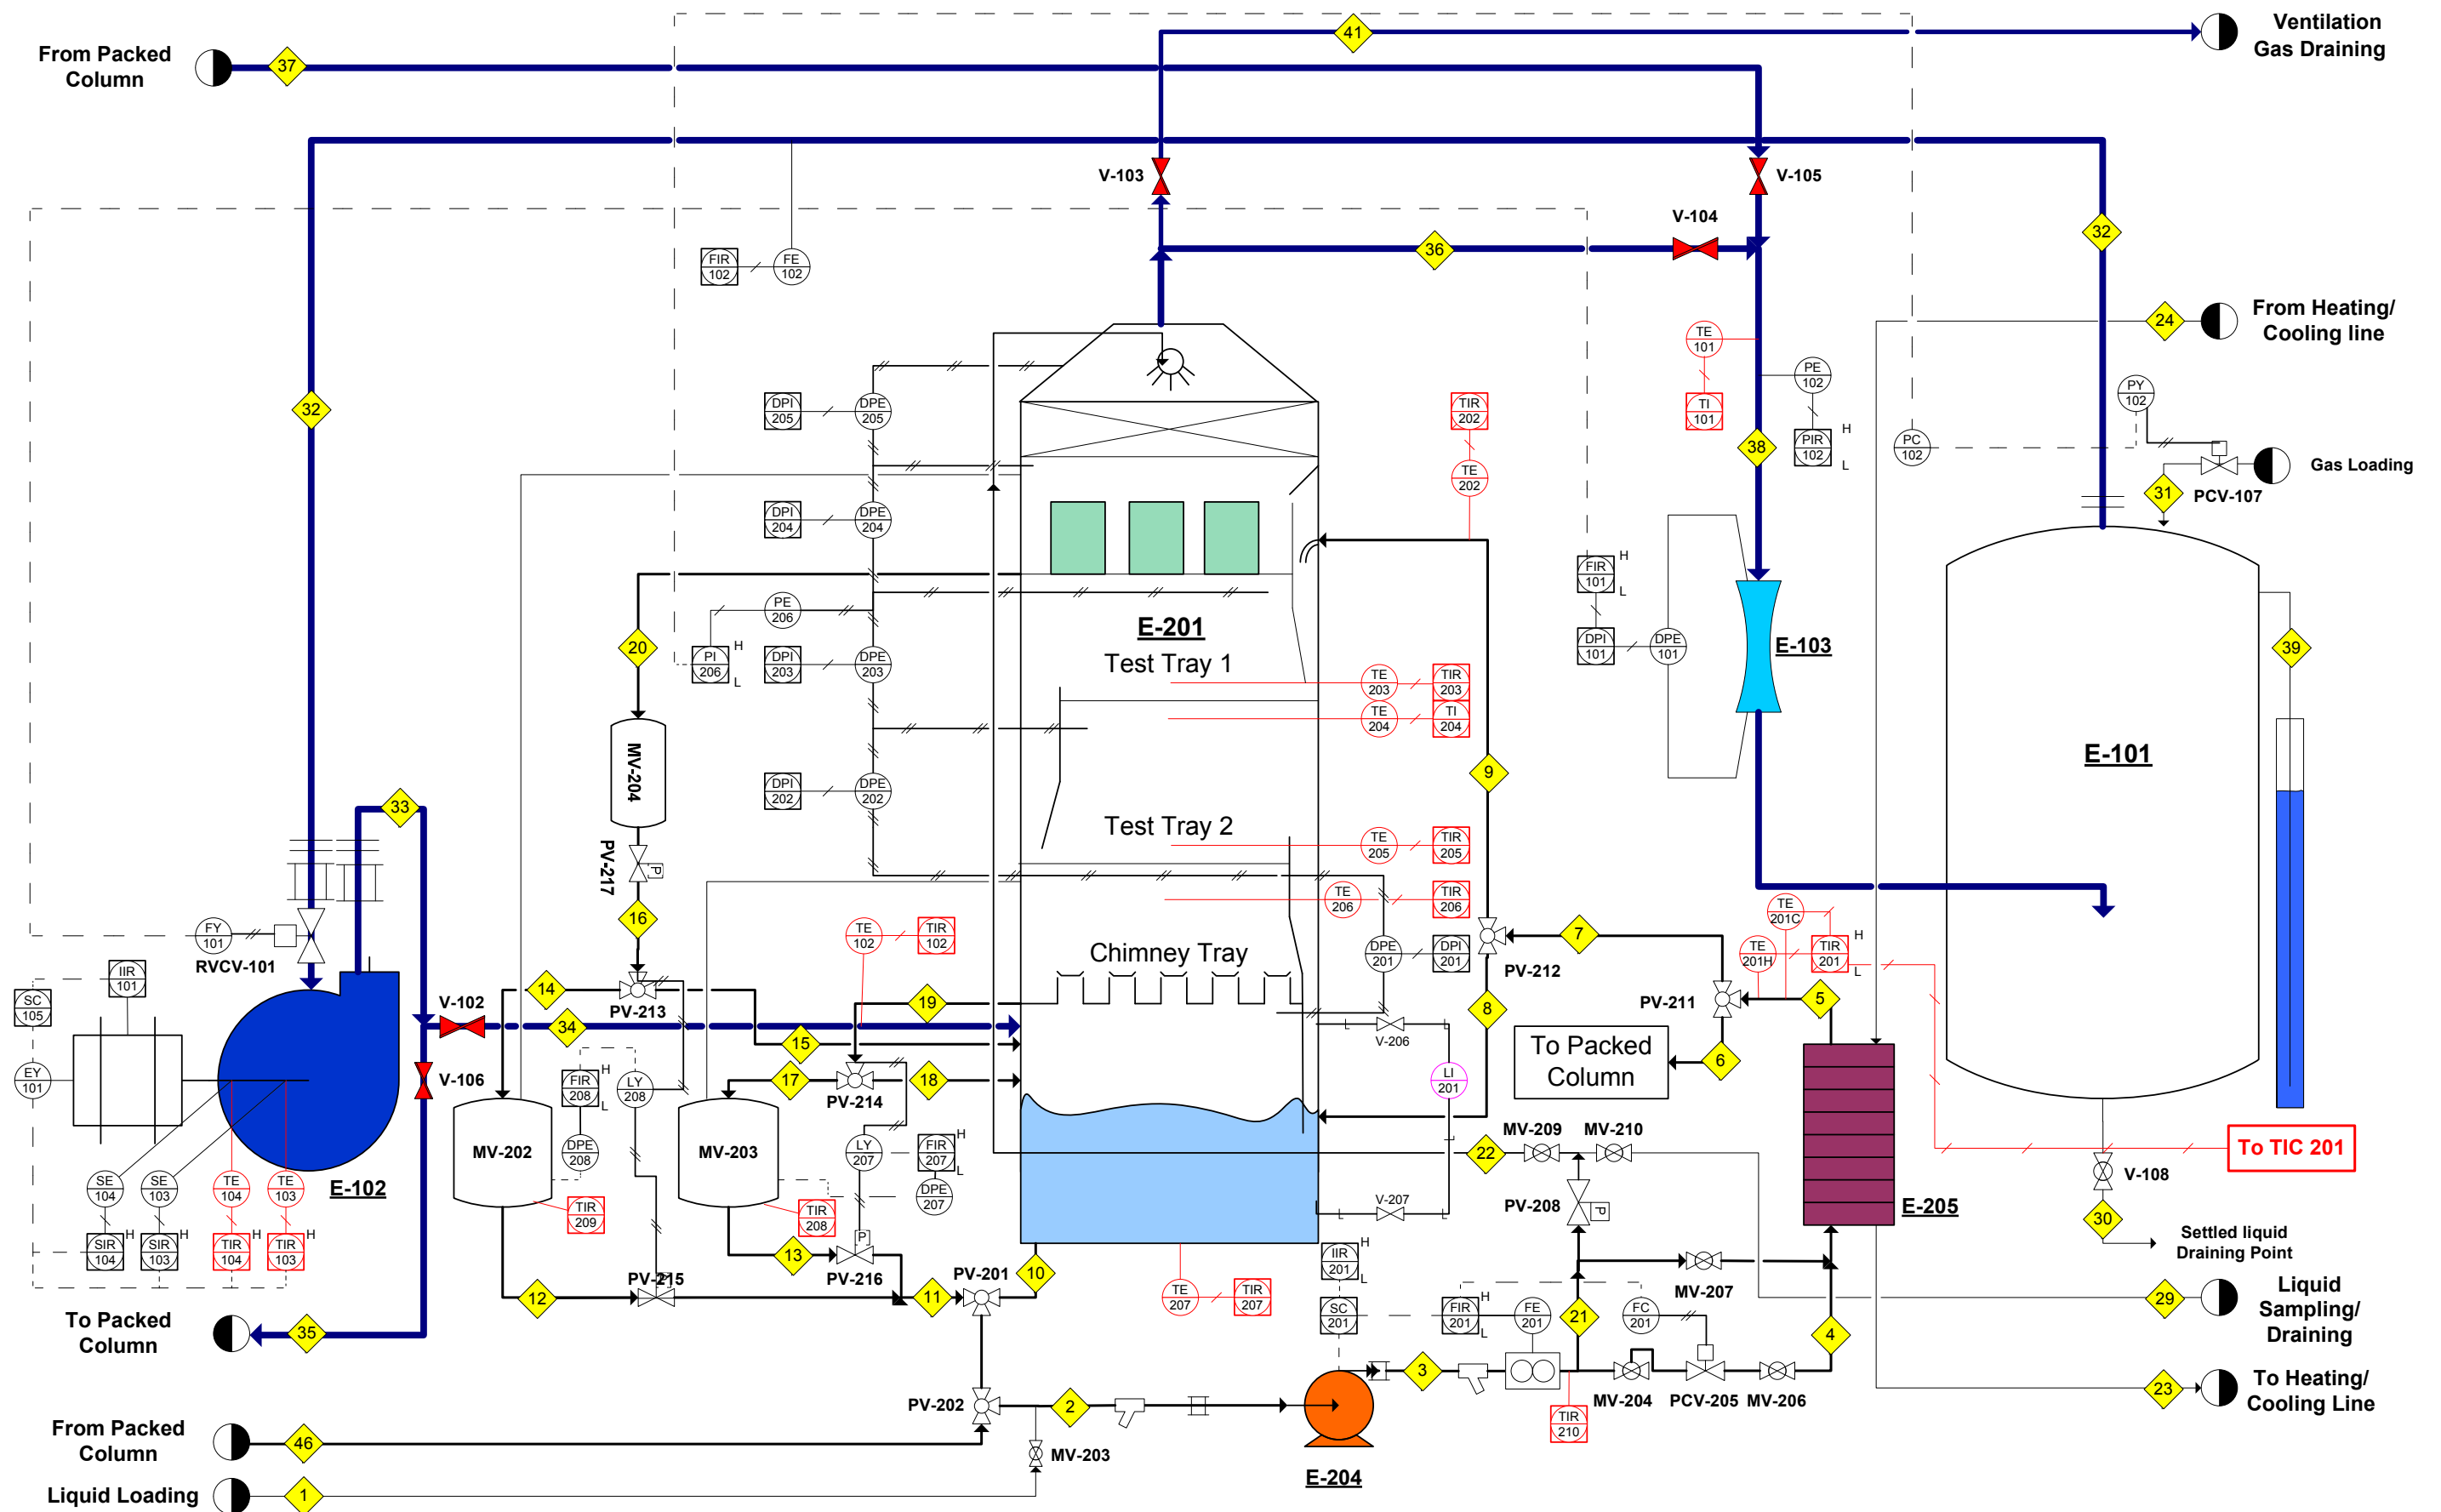 41
Ventilation
Gas Draining
From Packed
Column
37
V-103
V-105
V-104
36
32
FIR
102
FE
102
TE
101
TI
101
PE
102
PIR
102
H
L
38
24
From Heating/
Cooling line
PY
102
PC
102
Gas Loading
31
PCV-107
32
DPI
205
DPE
205
TIR
202
TE
202
DPI
204
DPE
204
FIR
101
H
L
DPI
101
DPE
101
E-103
PE
206
PI
206
H
L
DPI
203
DPE
203
E-201
Test Tray 1
TE
203
TIR
203
TE
204
TI
204
20
39
MV-204
E-101
9
DPI
202
DPE
202
33
Test Tray 2
TE
205
TIR
205
TE
206
TIR
206
PV-217
P
16
FY
101
RVCV-101
TE
102
TIR
102
Chimney Tray
DPE
201
DPI
201
PV-212
7
TE
201C
TE
201H
TIR
201
H
L
PV-211
5
IIR
101
SC
105
EY
101
V-102
14
PV-213
19
34
15
8
L
L
V-206
LI
201
To Packed
Column
6
V-106
FIR
208
H
L
LY
208
17
18
PV-214
MV-202
DPE
208
MV-203
LY
207
FIR
207
H
L
DPE
207
22
MV-209
MV-210
To TIC 201
V-108
SE
104
SE
103
TE
104
TE
103
E-102
TIR
209
TIR
208
V-207
L
L
PV-208
P
E-205
30
Settled liquid
Draining Point
SIR
104
H
SIR
103
H
TIR
104
H
TIR
103
H
13
P
PV-216
PV-215
P
12
11
PV-201
10
TE
207
TIR
207
IIR
201
H
L
SC
201
FIR
201
H
L
FE
201
21
FC
201
MV-207
4
29
Liquid
Sampling/
Draining
To Packed
Column
35
3
MV-204
PCV-205
MV-206
23
To Heating/
Cooling Line
PV-202
2
TIR
210
From Packed
Column
46
MV-203
E-204
Liquid Loading
1